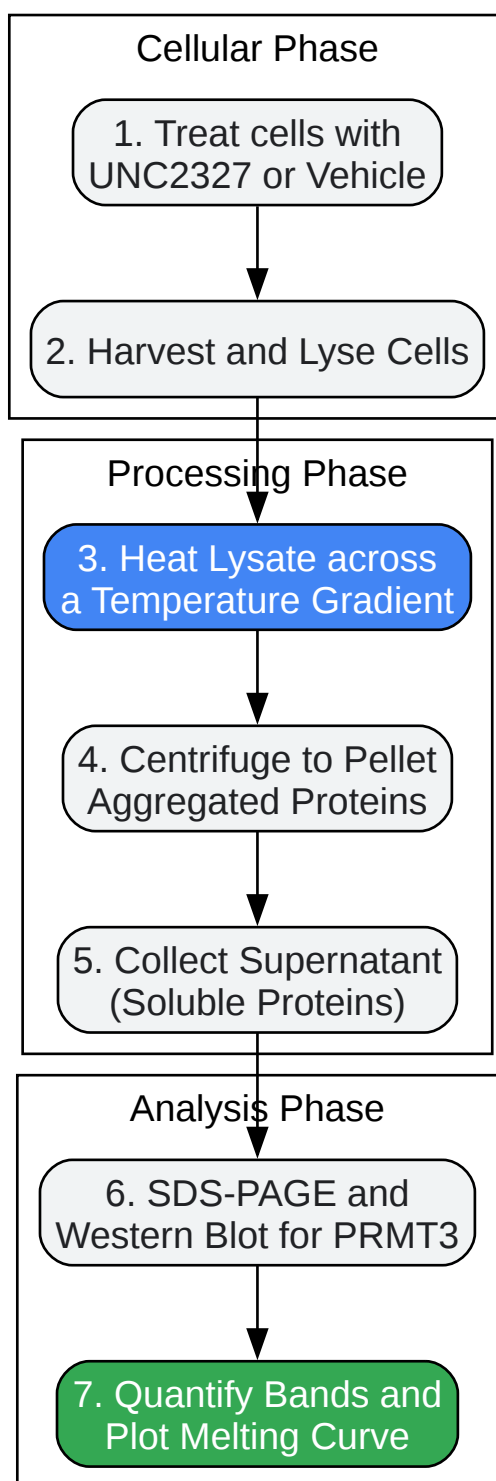 Cellular Phase
1. Treat cells with
UNC2327 or Vehicle
2. Harvest and Lyse Cells
Processing Phase
3. Heat Lysate across
a Temperature Gradient
4. Centrifuge to Pellet
Aggregated Proteins
5. Collect Supernatant
(Soluble Proteins)
Analysis Phase
6. SDS-PAGE and
Western Blot for PRMT3
7. Quantify Bands and
Plot Melting Curve